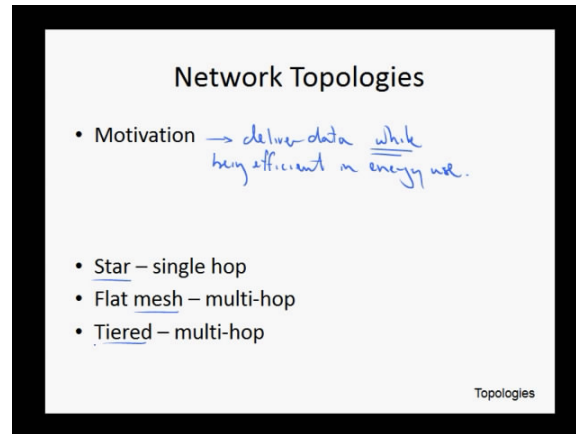 Network Topologies
• Motivation → deliver data while
being efficient in energy use.
• Star – single hop
• Flat mesh – multi-hop
• Tiered – multi-hop
Topologies